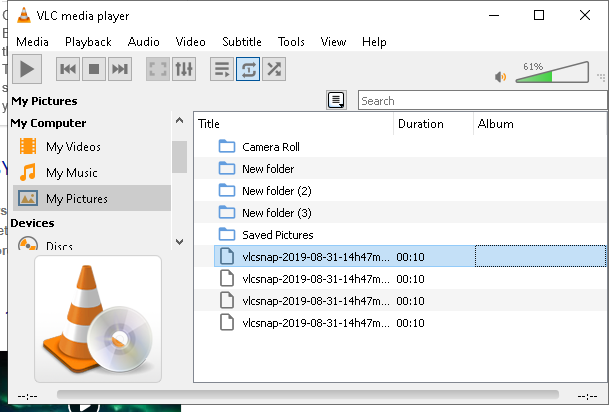 VLC media player
Media Playback Audio Video Subtitle Tools View Help
61%
My Pictures
Search
My Computer
My Videos
My Music
My Pictures
Devices
Discs
Title Duration Album
Camera Roll
New folder
New folder (2)
New folder (3)
Saved Pictures
vlcsnap-2019-08-31-14h47m... 00:10
vlcsnap-2019-08-31-14h47m... 00:10
vlcsnap-2019-08-31-14h47m... 00:10
vlcsnap-2019-08-31-14h47m... 00:10
--:-- --:--